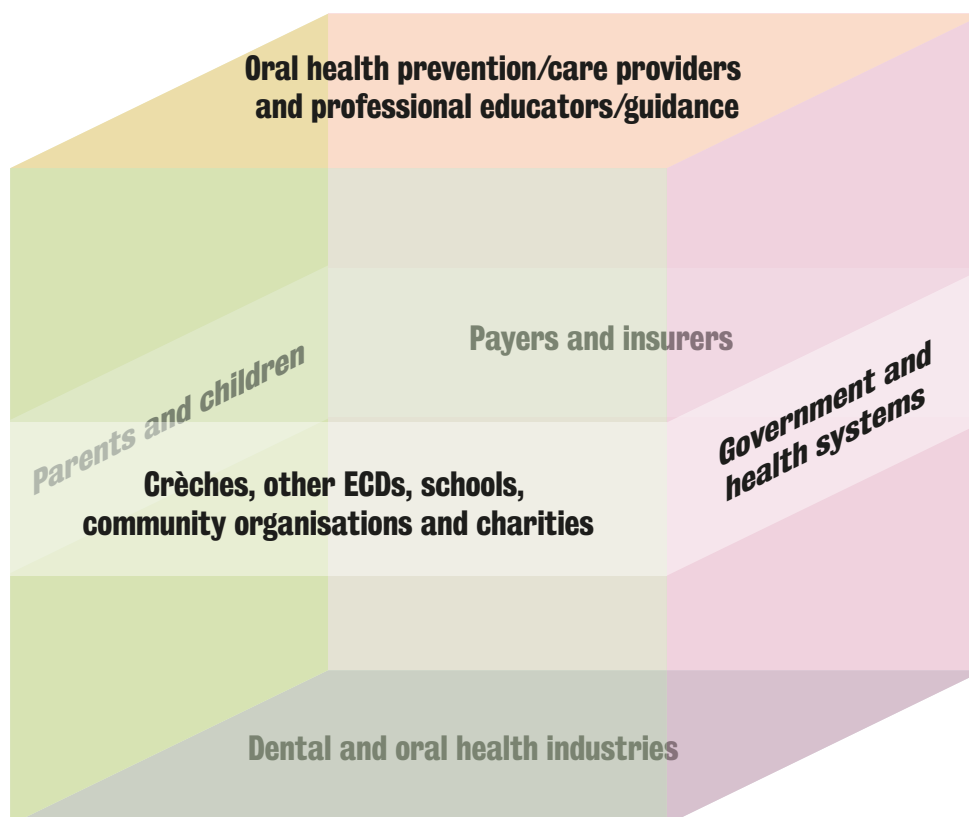 Oral health prevention/care providers
and professional educators/guidance
Payers and insurers
Parents and children
Government and
health systems
Crèches, other ECDs, schools,
community organisations and charities
Dental and oral health industries